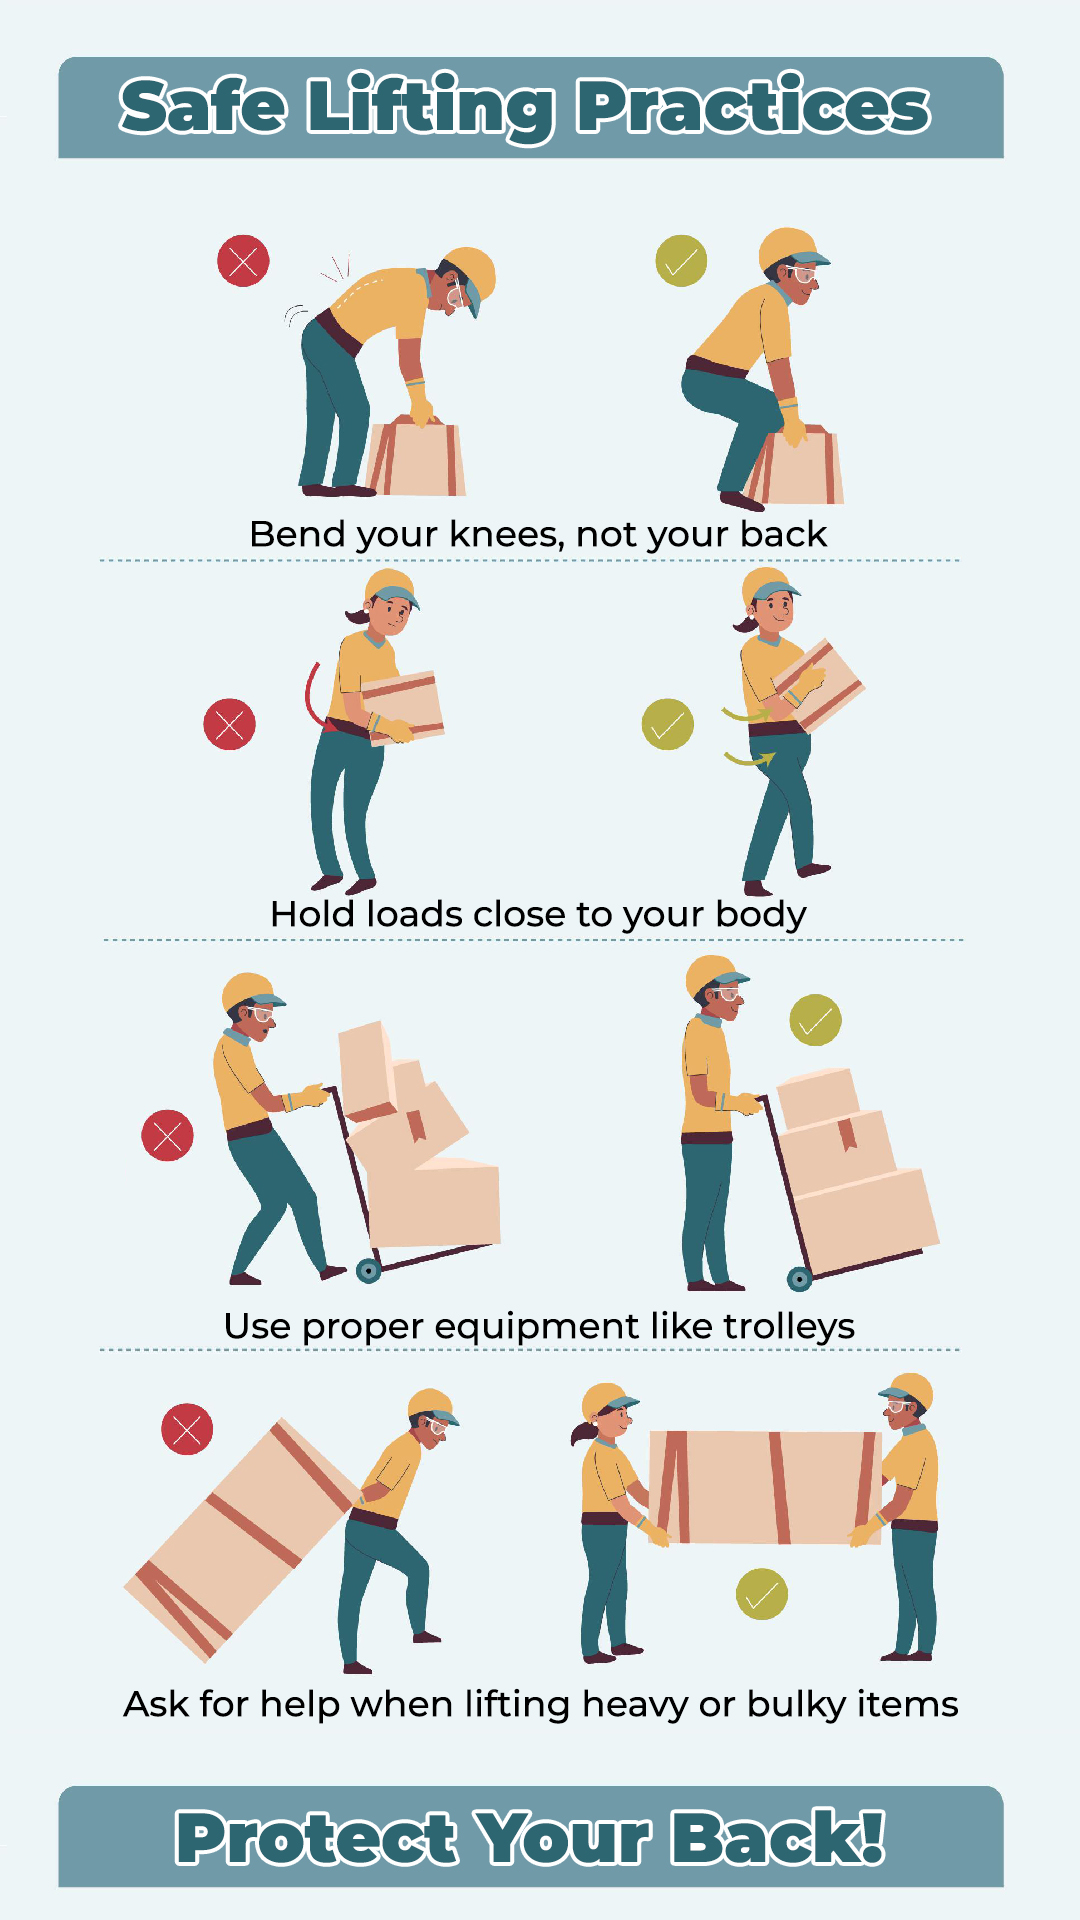 Safe Lifting Practices
Bend your knees, not your back
Hold loads close to your body
Use proper equipment like trolleys
Ask for help when lifting heavy or bulky items
Protect Your Back!